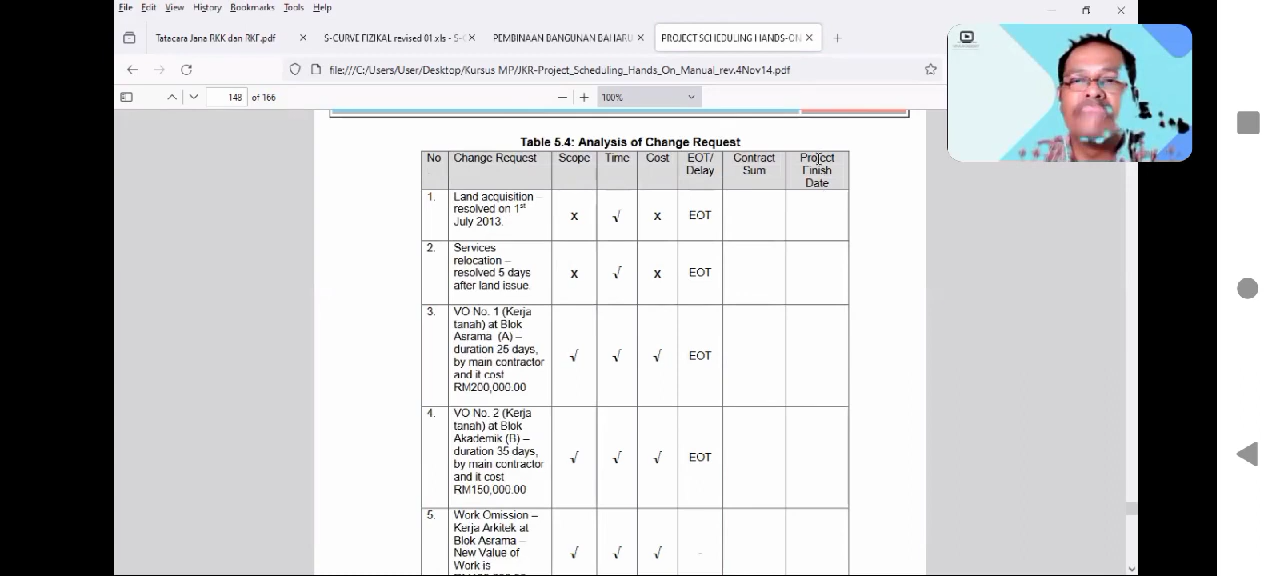 File Edit View History Bookmarks Tools Help
Tatacara Jana RKK dan RKF.pdf
S-CURVE FIZIKAL revised 01.xls - S-C
PEMBINAAN BANGUNAN BAHARU
PROJECT SCHEDULING HANDS-ON
file:///C:/Users/User/Desktop/Kursus MP/JKR-Project_Scheduling_Hands_On_Manual_rev.4Nov14.pdf
148 of 166
100%
Table 5.4: Analysis of Change Request
No Change Request Scope Time Cost EOT/ Delay Contract Sum Project Finish Date
1. Land acquisition –
resolved on 1st
July 2013.
x √ x EOT
2. Services
relocation –
resolved 5 days
after land issue.
x √ x EOT
3. VO No. 1 (Kerja
tanah) at Blok
Asrama (A) –
duration 25 days,
by main contractor
and it cost
RM200,000.00
√ √ √ EOT
4. VO No. 2 (Kerja
tanah) at Blok
Akademik (B) –
duration 35 days,
by main contractor
and it cost
RM150,000.00
√ √ √ EOT
5. Work Omission –
Kerja Arkitek at
Blok Asrama –
New Value of
Work is
√ √ √ -